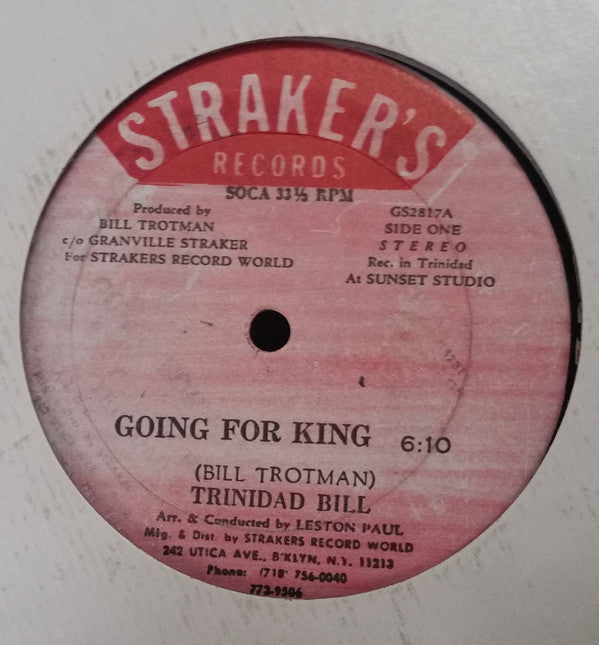 STRAKER'S
RECORDS
SOCA 33⅓ RPM
Produced by
BILL TROTMAN
c/o GRANVILLE STRAKER
For STRAKERS RECORD WORLD
GS2817A
SIDE ONE
STEREO
Rec. in Trinidad
At SUNSET STUDIO
GOING FOR KING 6:10
(BILL TROTMAN)
TRINIDAD BILL
Arr. & Conducted by LESTON PAUL
Mfg. & Dist. by STRAKERS RECORD WORLD
242 UTICA AVE., B'KLYN, N.Y. 11213
Phone: (718' 756-0040
773-9506